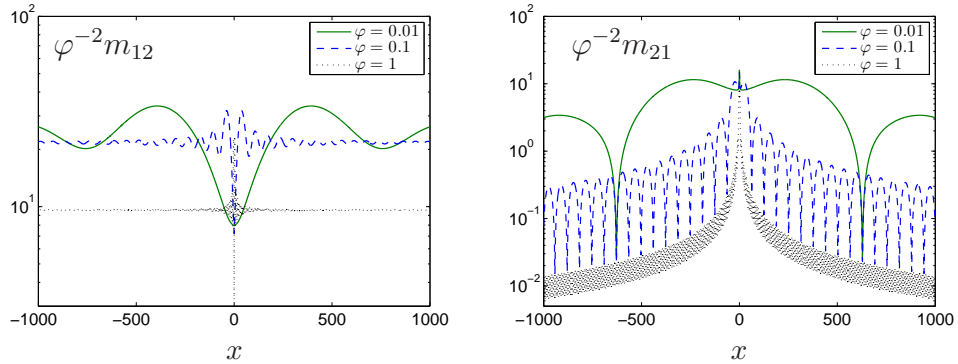 φ⁻²m₁₂
φ = 0.01
φ = 0.1
φ = 1
10²
10¹
−1000
−500
0
500
1000
x
φ⁻²m₂₁
φ = 0.01
φ = 0.1
φ = 1
10²
10¹
10⁰
10⁻¹
10⁻²
−1000
−500
0
500
1000
x